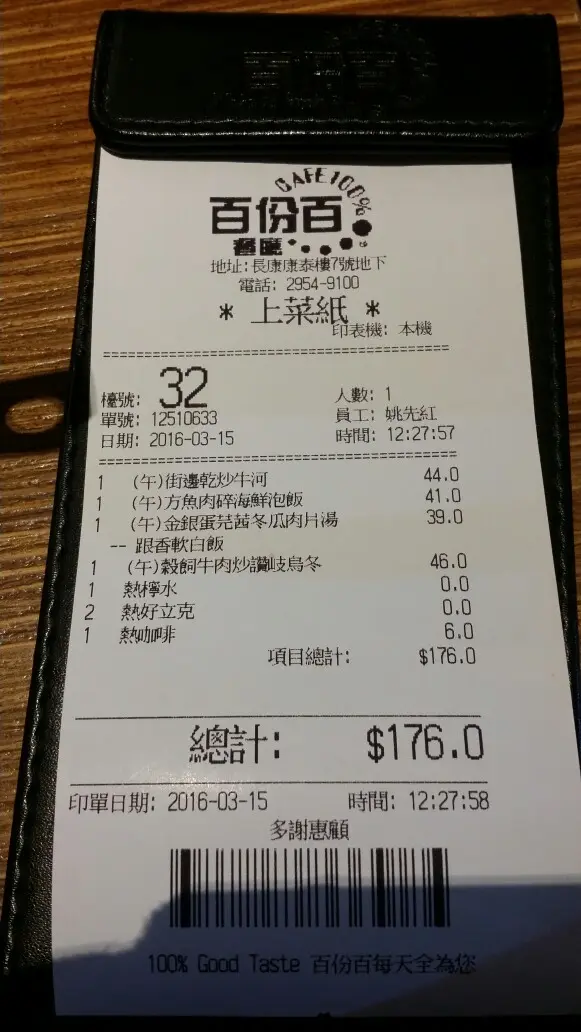 CAFE100%
百份百
餐廳
地址:長康康泰樓7號地下
電話: 2954-9100
* 上菜紙 *
印表機: 本機
檯號: 32
人數: 1
單號: 12510633
員工: 姚先紅
日期: 2016-03-15
時間: 12:27:57
1 (午)街邊乾炒牛河 44.0
1 (午)方魚肉碎海鮮泡飯 41.0
1 (午)金銀蛋芫茜冬瓜肉片湯 39.0
-- 跟香軟白飯
1 (午)穀飼牛肉炒讚岐烏冬 46.0
1 熱檸水 0.0
2 熱好立克 0.0
1 熱咖啡 6.0
項目總計: $176.0
總計: $176.0
印單日期: 2016-03-15 時間: 12:27:58
多謝惠顧
100% Good Taste 百份百每天全為您